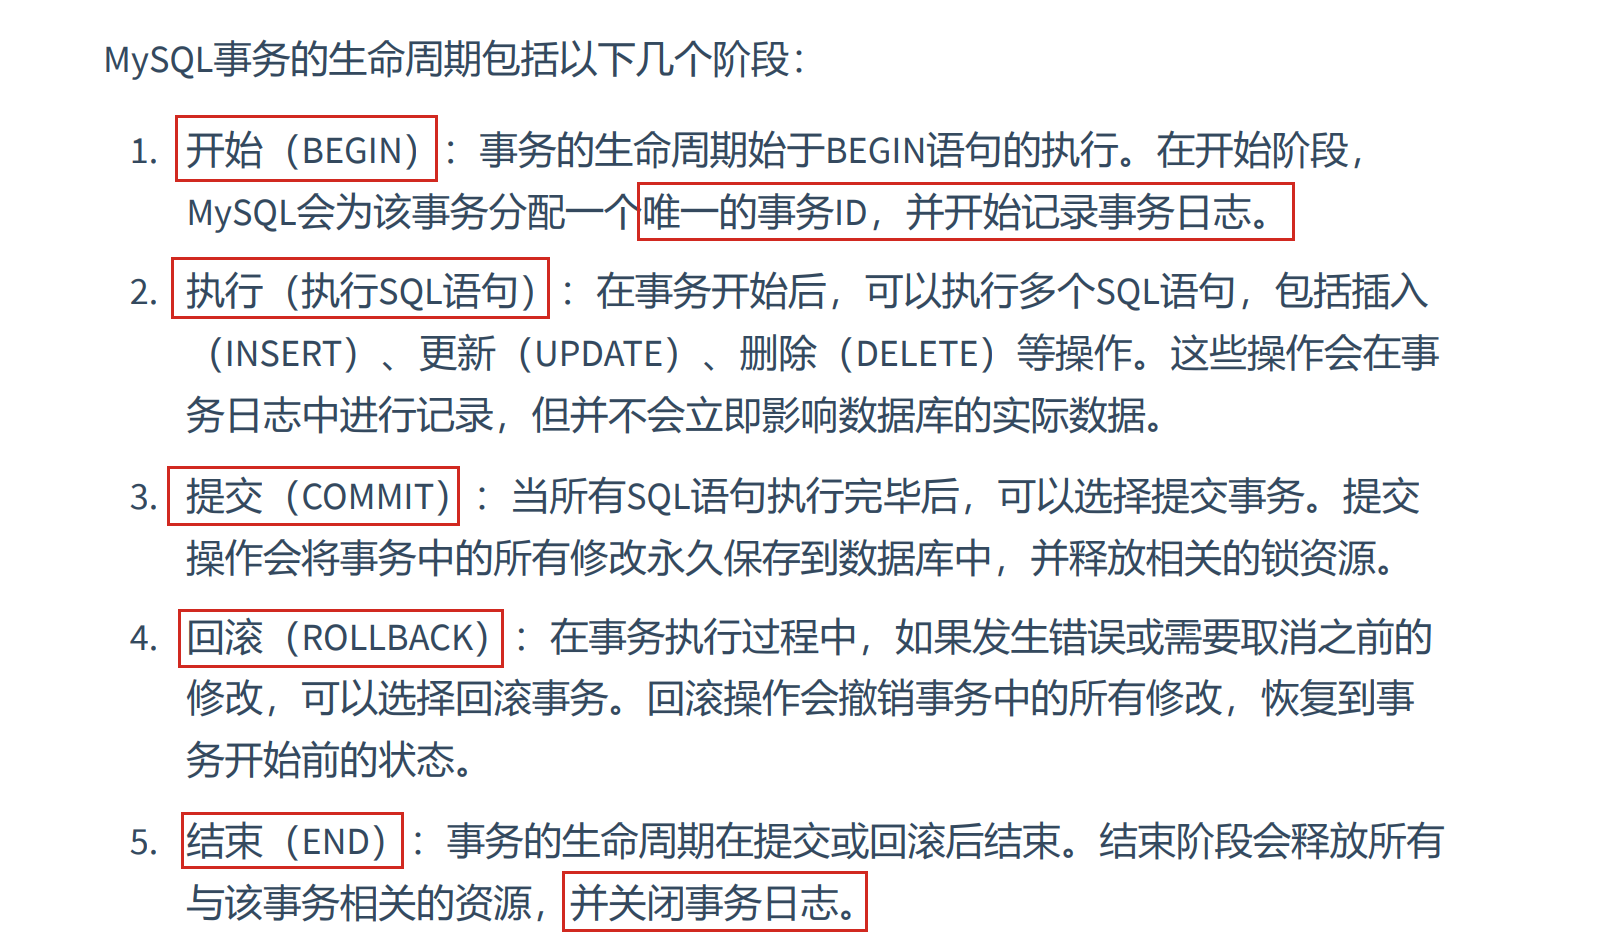 MySQL事务的生命周期包括以下几个阶段：
1. 开始（BEGIN）：事务的生命周期始于BEGIN语句的执行。在开始阶段，
MySQL会为该事务分配一个唯一的事务ID，并开始记录事务日志。
2. 执行（执行SQL语句）：在事务开始后，可以执行多个SQL语句，包括插入
（INSERT）、更新（UPDATE）、删除（DELETE）等操作。这些操作会在事
务日志中进行记录，但并不会立即影响数据库的实际数据。
3. 提交（COMMIT）：当所有SQL语句执行完毕后，可以选择提交事务。提交
操作会将事务中的所有修改永久保存到数据库中，并释放相关的锁资源。
4. 回滚（ROLLBACK）：在事务执行过程中，如果发生错误或需要取消之前的
修改，可以选择回滚事务。回滚操作会撤销事务中的所有修改，恢复到事
务开始前的状态。
5. 结束（END）：事务的生命周期在提交或回滚后结束。结束阶段会释放所有
与该事务相关的资源，并关闭事务日志。